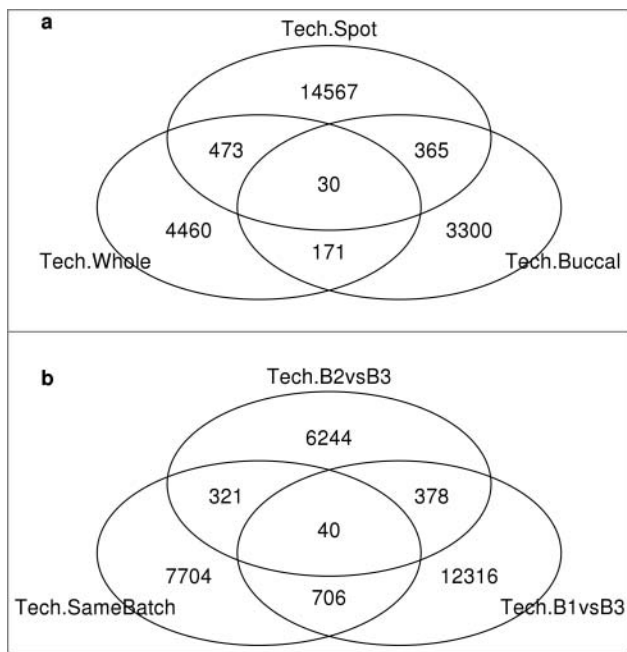 a
Tech.Spot
14567
473
365
30
4460
3300
Tech.Whole
171
Tech.Buccal
b
Tech.B2vsB3
6244
321
378
40
7704
12316
Tech.SameBatch
706
Tech.B1vsB3